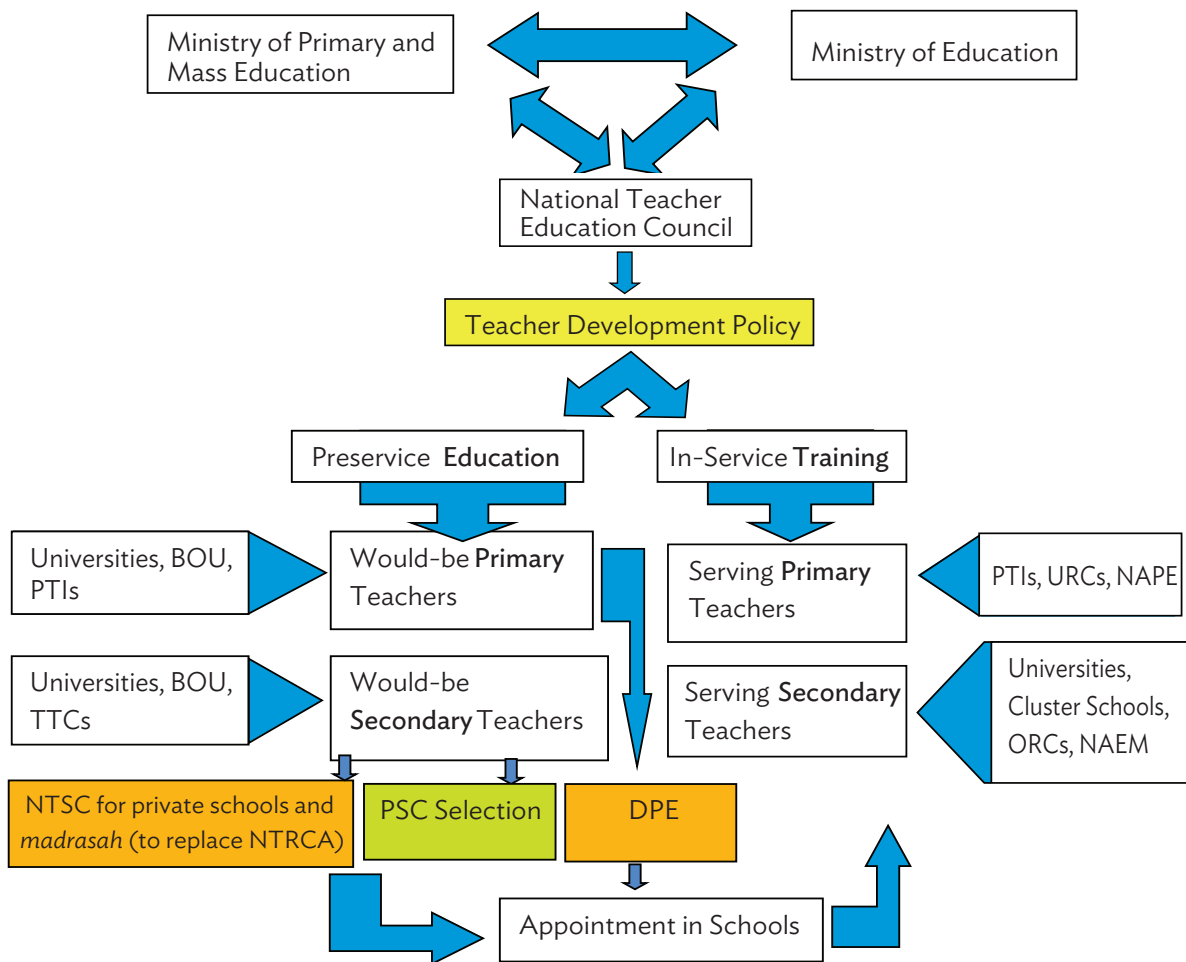 Ministry of Primary and
Mass Education
Ministry of Education
National Teacher
Education Council
Teacher Development Policy
Preservice Education
In-Service Training
Universities, BOU,
PTIs
Would-be Primary
Teachers
Serving Primary
Teachers
PTIs, URCs, NAPE
Universities, BOU,
TTCs
Would-be
Secondary Teachers
Serving Secondary
Teachers
Universities,
Cluster Schools,
ORCs, NAEM
NTSC for private schools and
madrasah (to replace NTRCA)
PSC Selection
DPE
Appointment in Schools